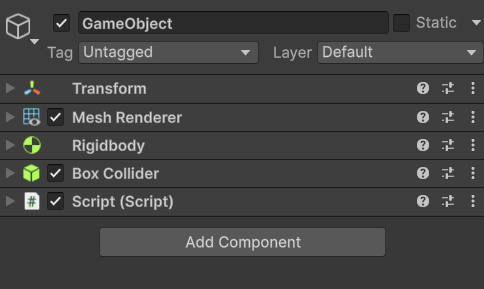 GameObject Static
Tag Untagged Layer Default
Transform
Mesh Renderer
Rigidbody
Box Collider
# Script (Script)
Add Component